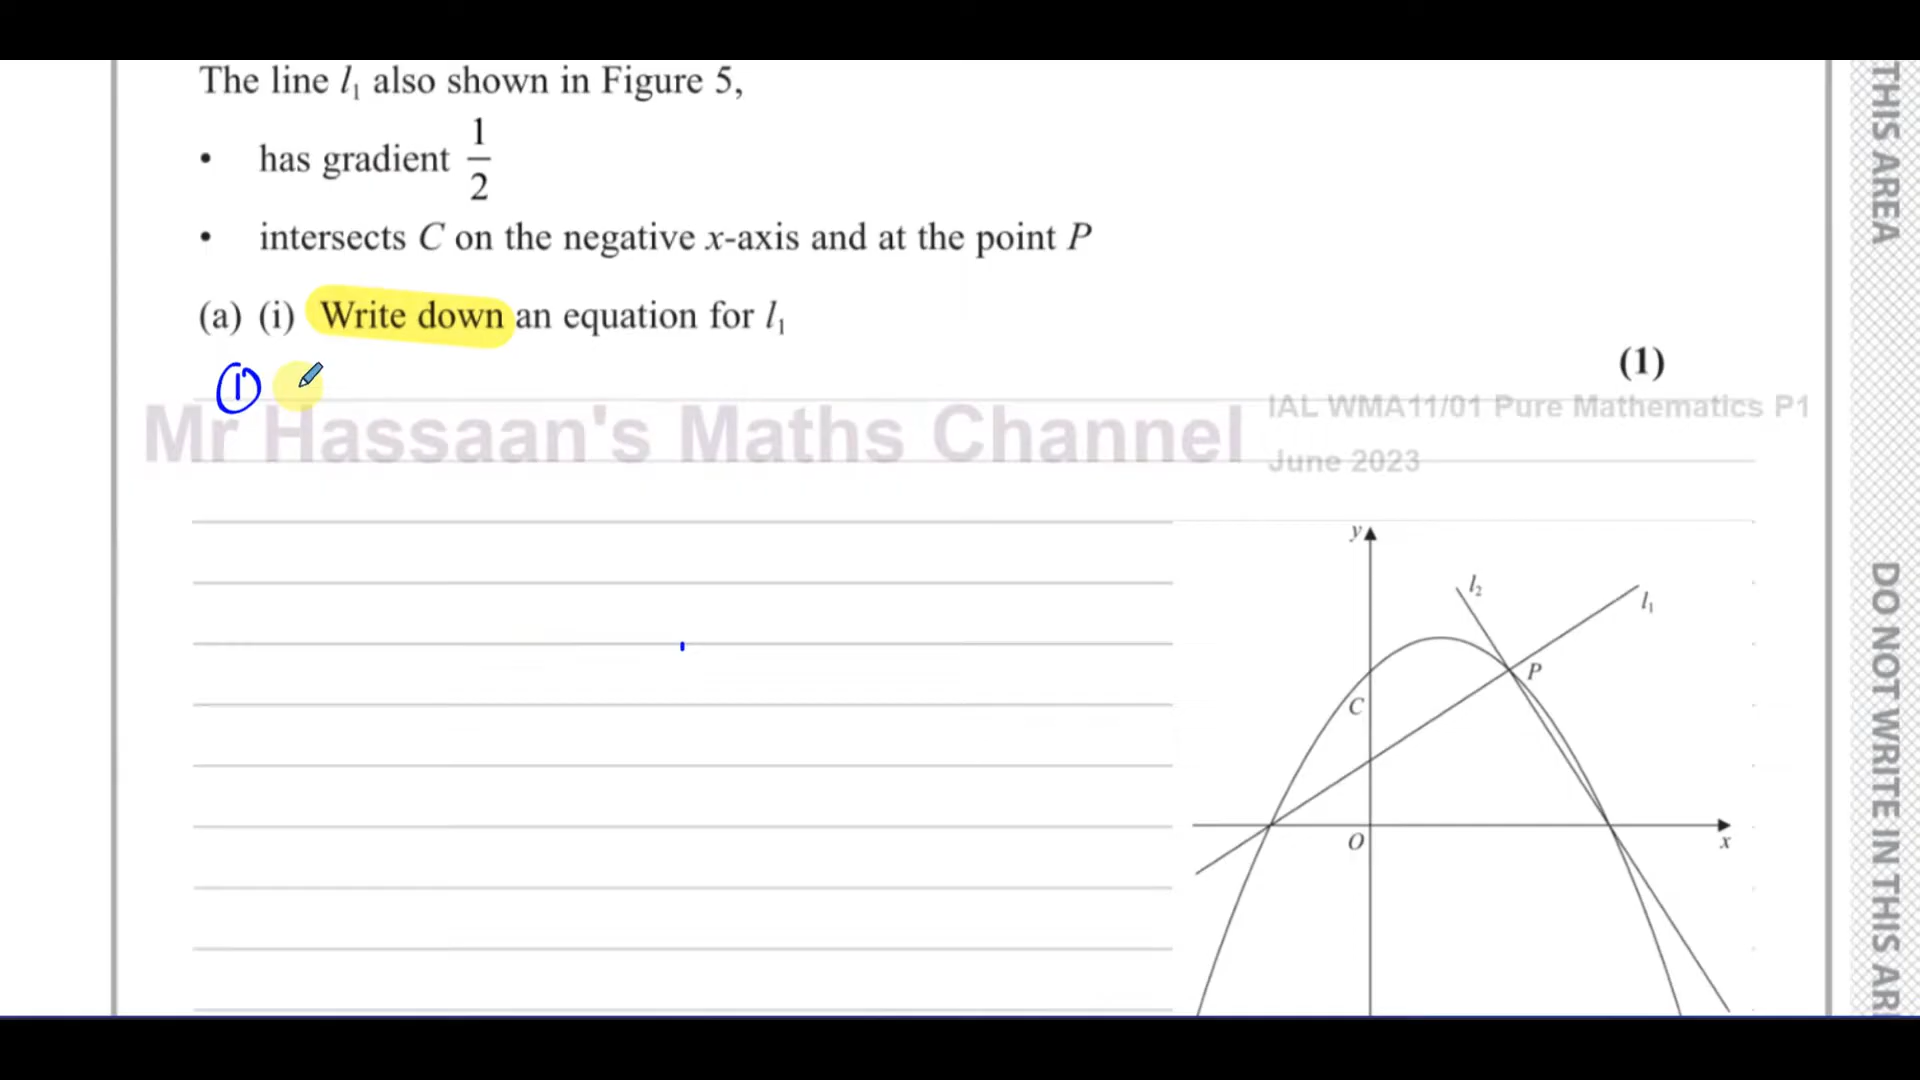 The line l₁ also shown in Figure 5,
• has gradient 1/2
• intersects C on the negative x-axis and at the point P
(a) (i) Write down an equation for l₁
(1)
①
Mr Hassaan's Maths Channel
IAL WMA11/01 Pure Mathematics P1
June 2023
y
l₂
l₁
P
C
O
x
THIS AREA
DO NOT WRITE IN THIS AR